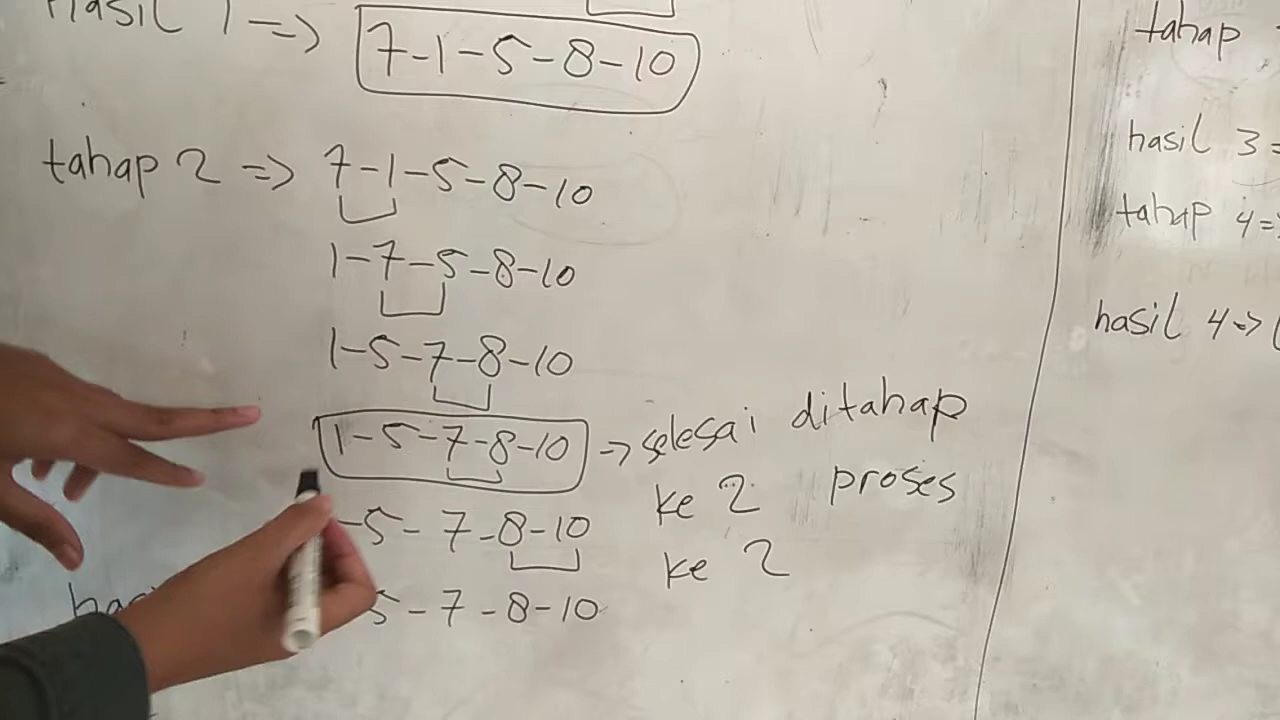 hasil 1 => 7-1-5-8-10
tahap 2 => 7-1-5-8-10
1-7-5-8-10
1-5-7-8-10
1-5-7-8-10 => selesai ditahap
ke 2 proses
-5-7-8-10
ke 2
5-7-8-10
tahap
hasil 3 =
tahap 4 =>
hasil 4 =>